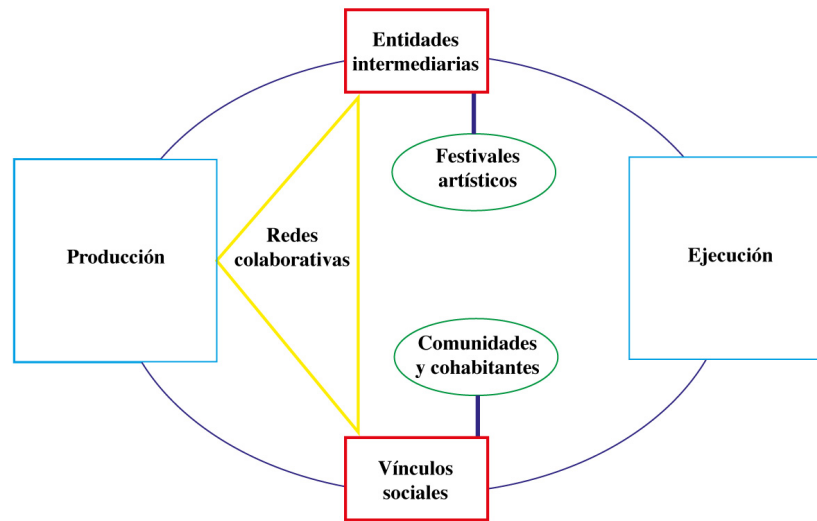 Entidades
intermediarias
Festivales
artísticos
Producción
Redes
colaborativas
Ejecución
Comunidades
y cohabitantes
Vínculos
sociales